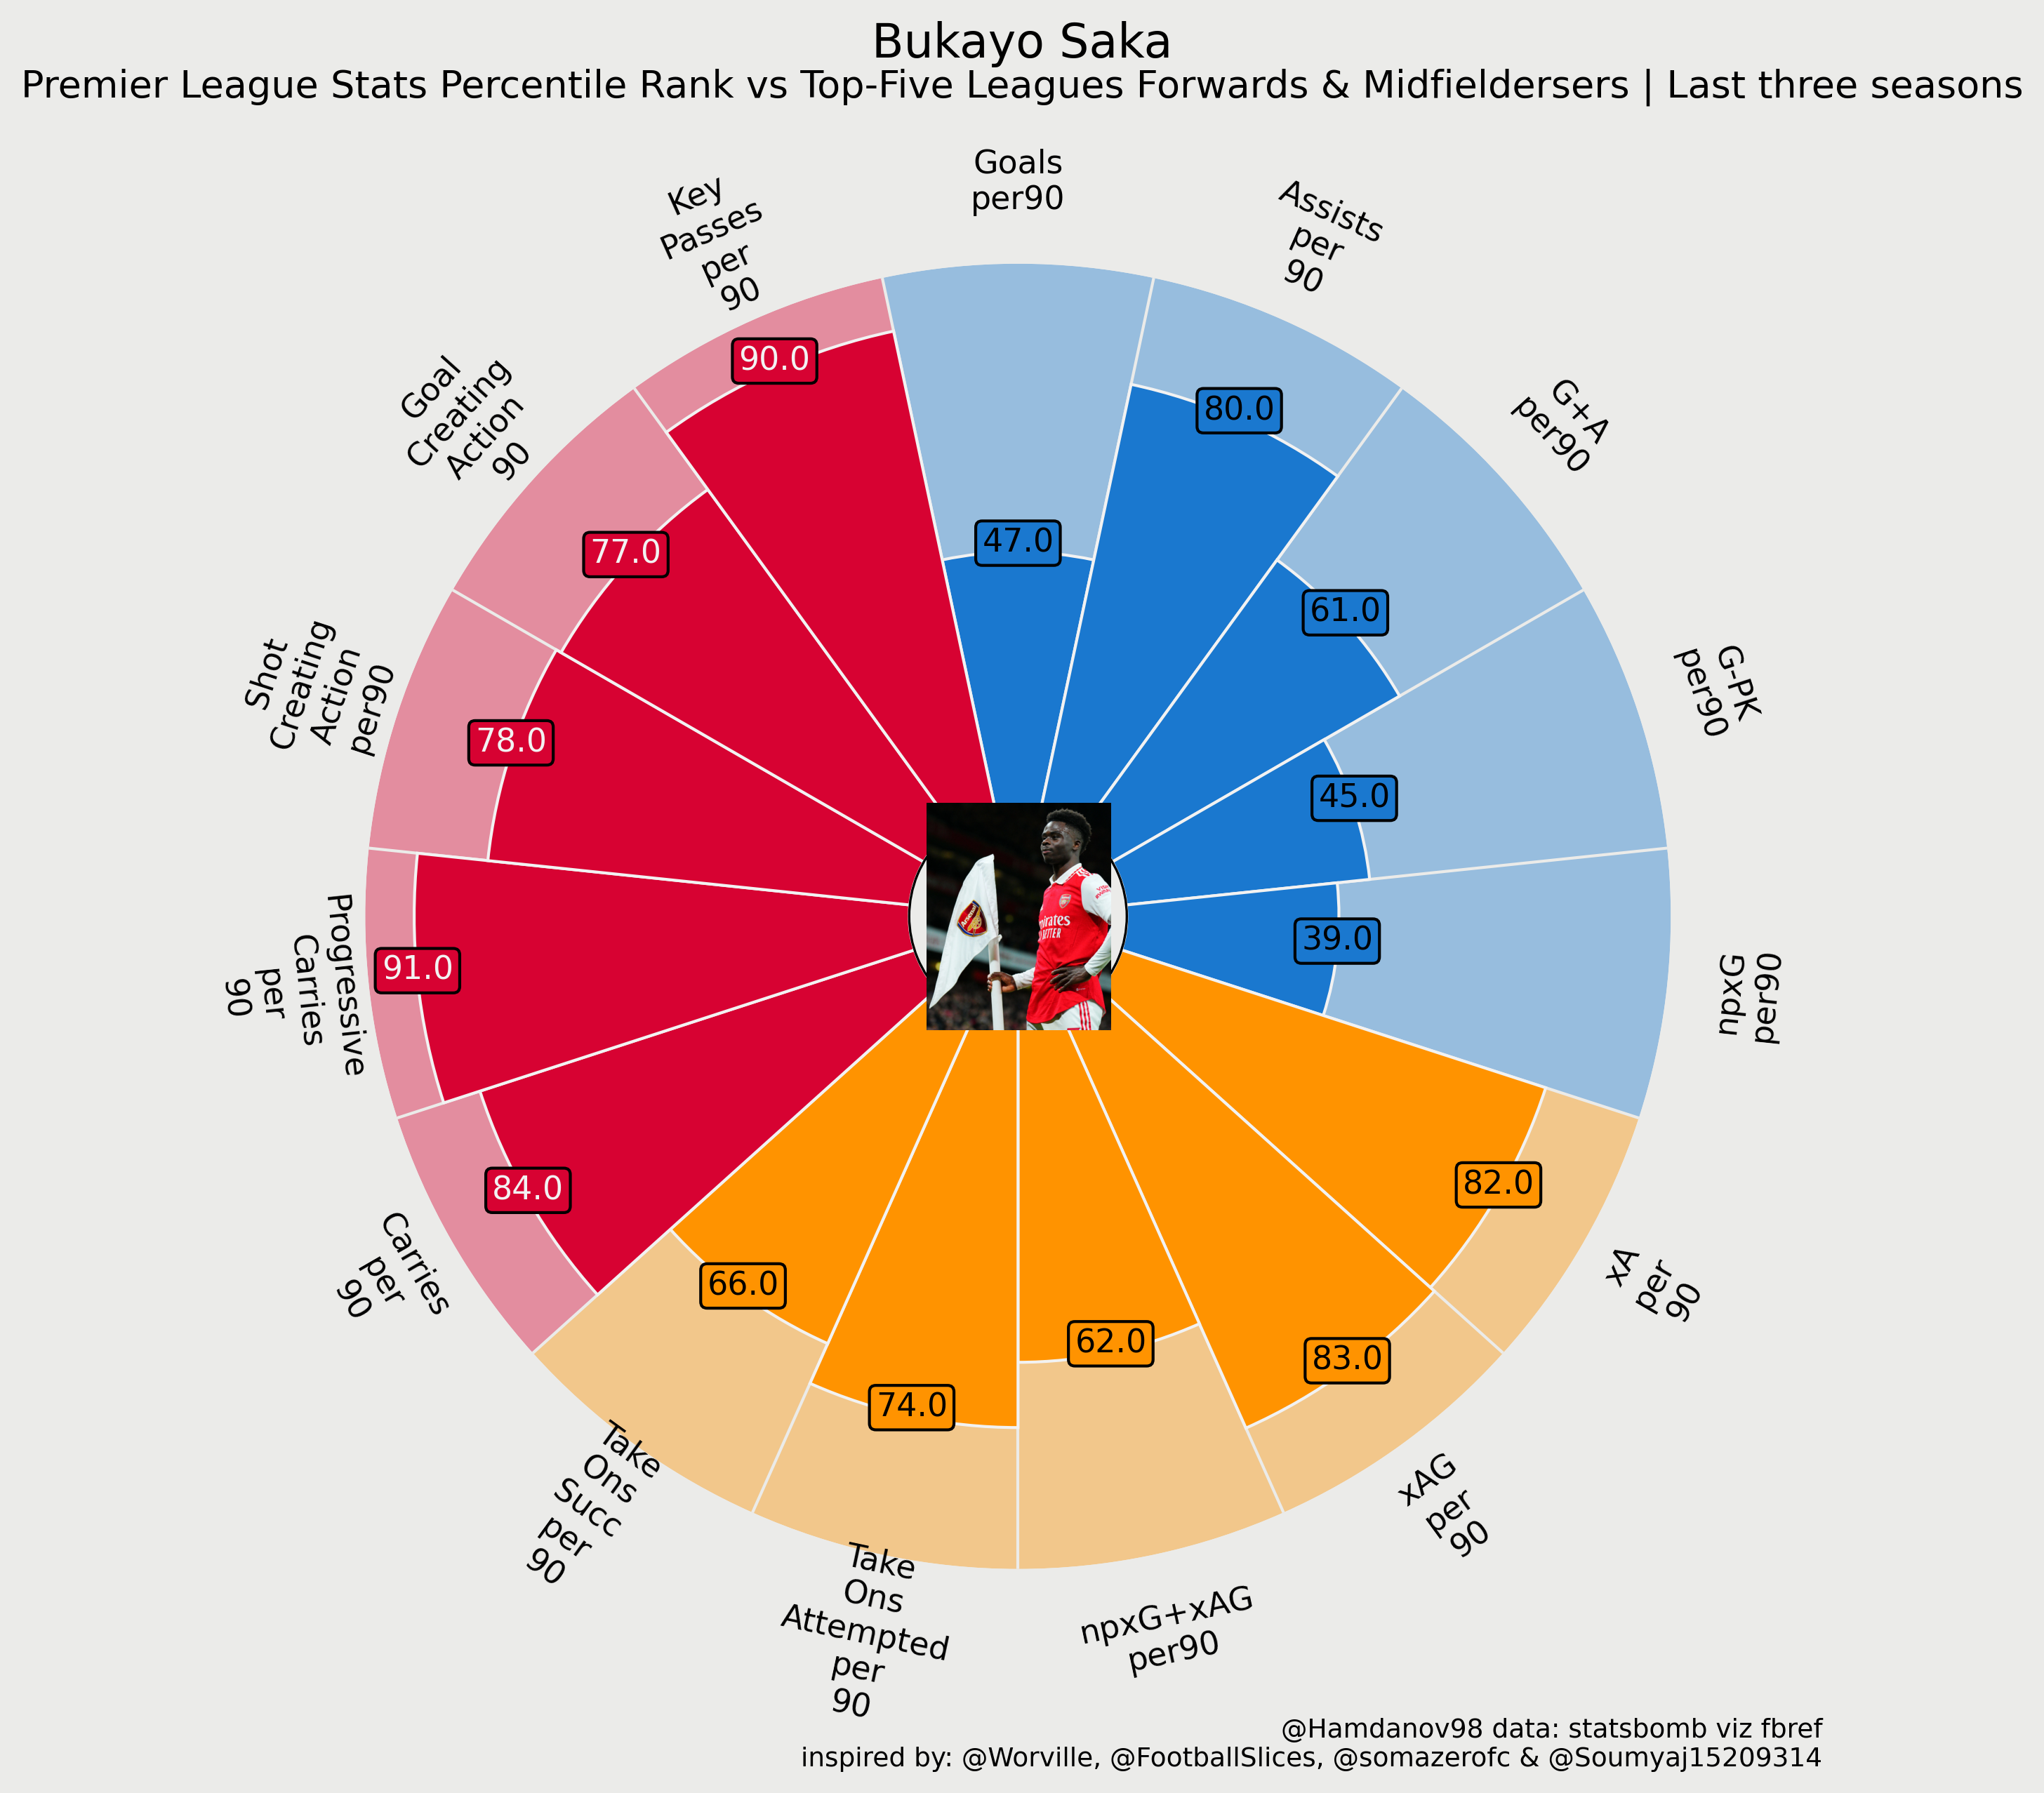 Bukayo Saka
Premier League Stats Percentile Rank vs Top-Five Leagues Forwards & Midfieldersers | Last three seasons
Goals
per90
47.0
Assists
per
90
80.0
G+A
per90
61.0
G-PK
per90
45.0
npxG
per90
39.0
xA
per
90
82.0
xAG
per
90
83.0
npxG+xAG
per90
62.0
Take
Ons
Attempted
per
90
74.0
Take
Ons
Succ
per
90
66.0
Carries
per
90
84.0
Progressive
Carries
per
90
91.0
Shot
Creating
Action
per90
78.0
Goal
Creating
Action
90
77.0
Key
Passes
per
90
90.0
Arsenal
@Hamdanov98 data: statsbomb viz fbref
inspired by: @Worville, @FootballSlices, @somazerofc & @Soumyaj15209314